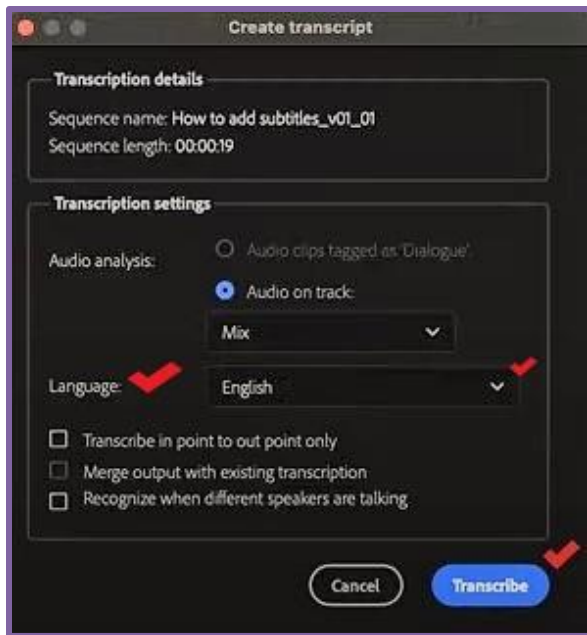 Create transcript
Transcription details
Sequence name: How to add subtitles_v01_01
Sequence length: 00:00:19
Transcription settings
Audio analysis:
Audio clips tagged as 'Dialogue'.
Audio on track:
Mix
Language:
English
Transcribe in point to out point only
Merge output with existing transcription
Recognize when different speakers are talking
Cancel
Transcribe